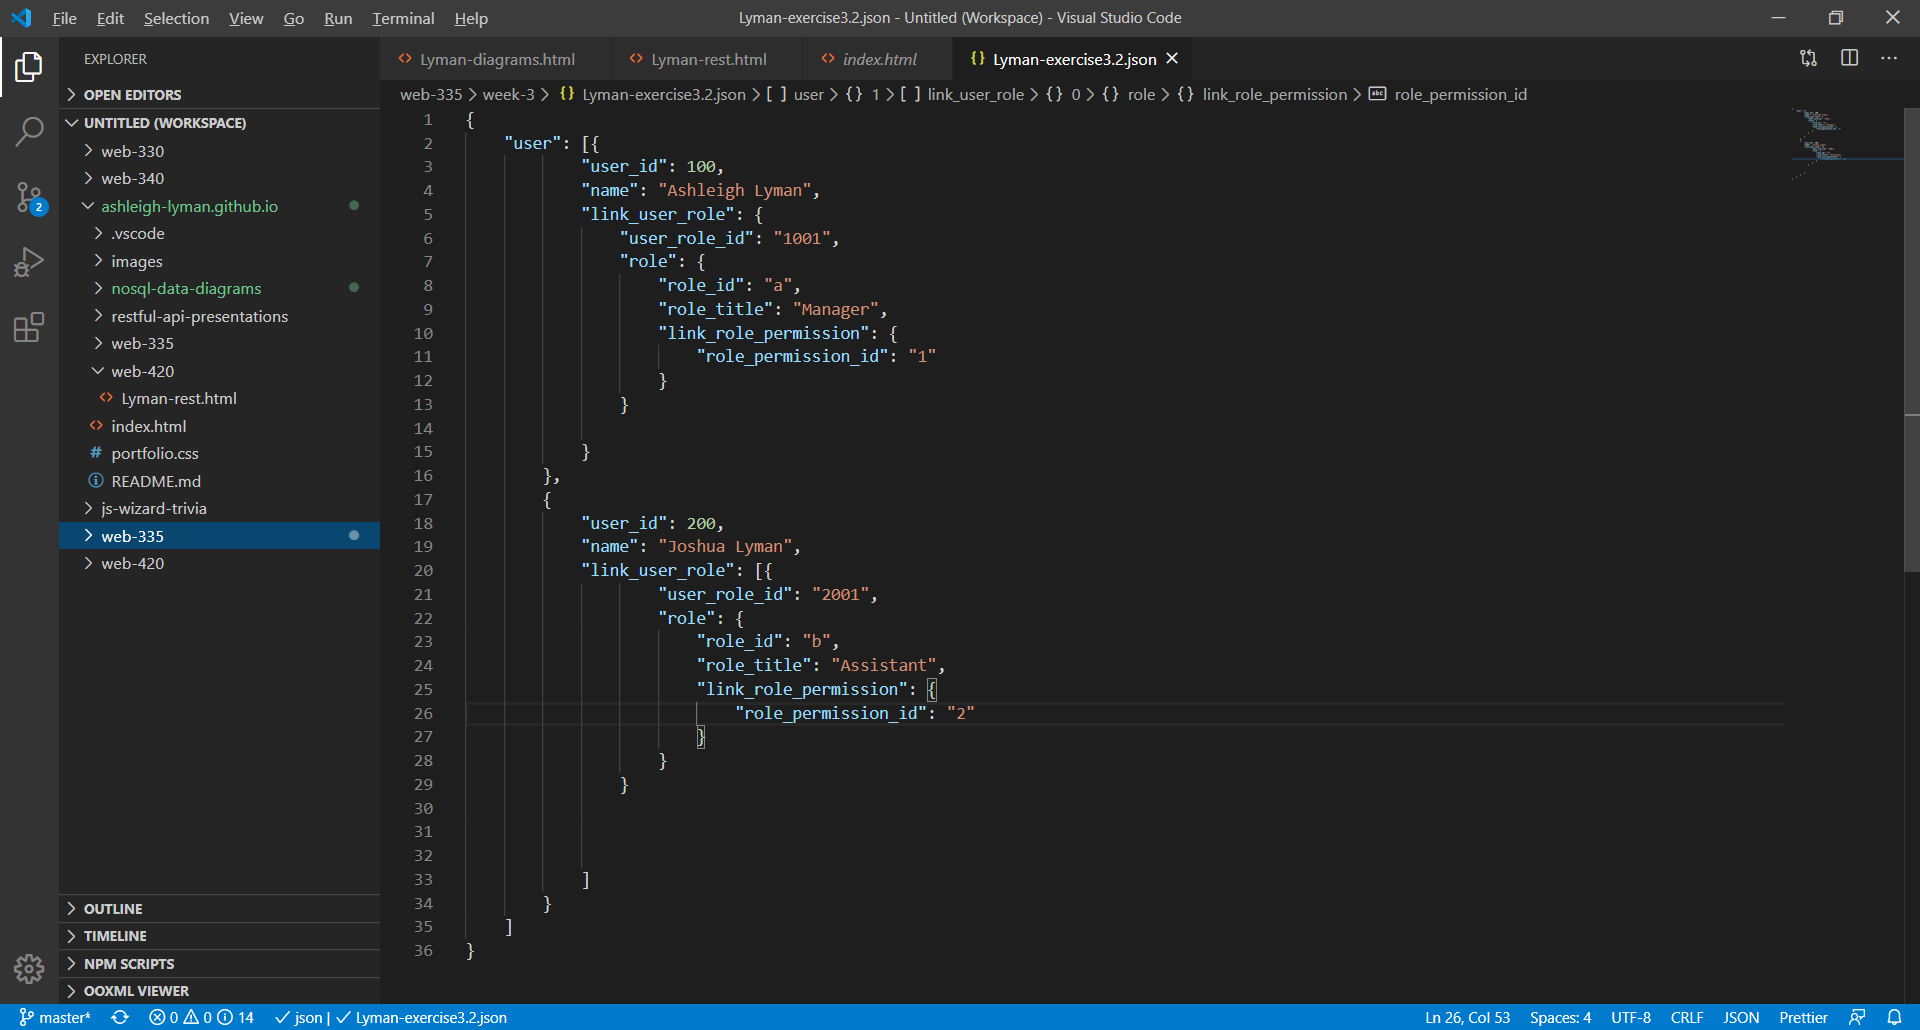 File Edit Selection View Go Run Terminal Help
Lyman-exercise3.2.json - Untitled (Workspace) - Visual Studio Code
EXPLORER
OPEN EDITORS
UNTITLED (WORKSPACE)
web-330
web-340
ashleigh-lyman.github.io
.vscode
images
nosql-data-diagrams
restful-api-presentations
web-335
web-420
Lyman-rest.html
index.html
portfolio.css
README.md
js-wizard-trivia
web-335
web-420
OUTLINE
TIMELINE
NPM SCRIPTS
OOXML VIEWER
2
Lyman-diagrams.html
Lyman-rest.html
index.html
{} Lyman-exercise3.2.json
web-335 > week-3 > {} Lyman-exercise3.2.json > [ ] user > {} 1 > [ ] link_user_role > {} 0 > {} role > {} link_role_permission > abc role_permission_id
1 {
2 "user": [{
3 "user_id": 100,
4 "name": "Ashleigh Lyman",
5 "link_user_role": {
6 "user_role_id": "1001",
7 "role": {
8 "role_id": "a",
9 "role_title": "Manager",
10 "link_role_permission": {
11 "role_permission_id": "1"
12 }
13 }
14
15 }
16 },
17 {
18 "user_id": 200,
19 "name": "Joshua Lyman",
20 "link_user_role": [{
21 "user_role_id": "2001",
22 "role": {
23 "role_id": "b",
24 "role_title": "Assistant",
25 "link_role_permission": {
26 "role_permission_id": "2"
27 }
28 }
29 }
30
31
32
33 ]
34 }
35 ]
36 }
master* 0 0 14 json | Lyman-exercise3.2.json
Ln 26, Col 53 Spaces: 4 UTF-8 CRLF JSON Prettier